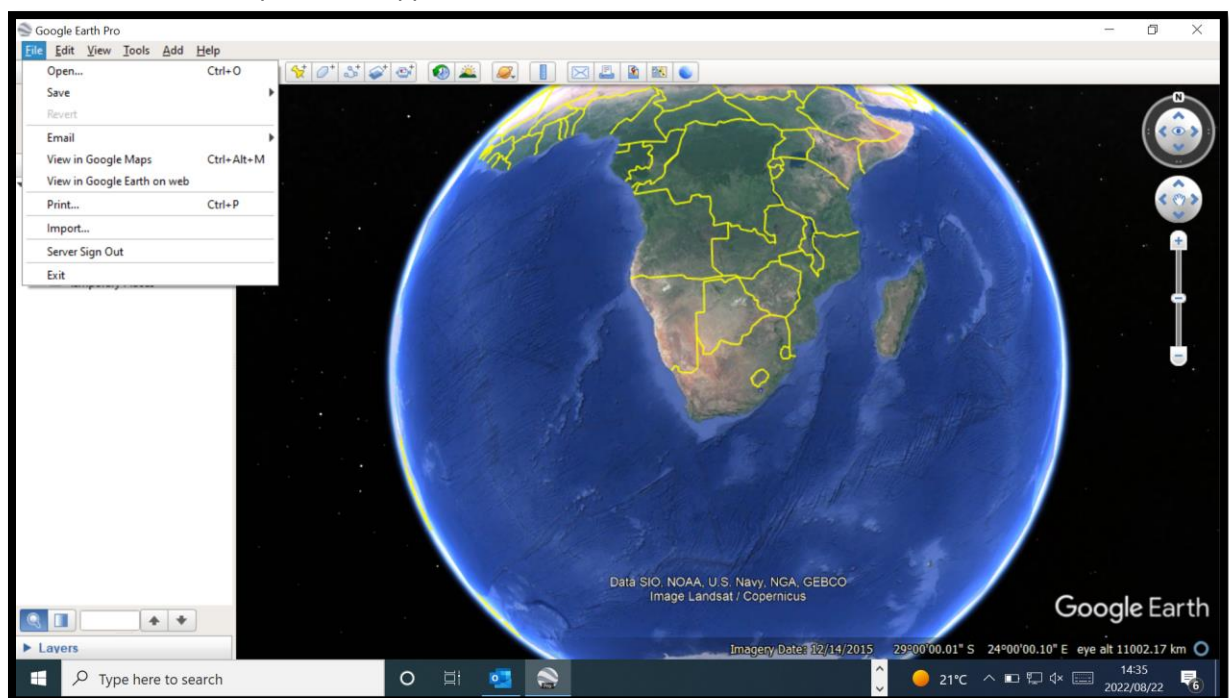 Google Earth Pro
File Edit View Tools Add Help
Open... Ctrl+O
Save
Revert
Email
View in Google Maps Ctrl+Alt+M
View in Google Earth on web
Print... Ctrl+P
Import...
Server Sign Out
Exit
N
Data SIO, NOAA, U.S. Navy, NGA, GEBCO
Image Landsat / Copernicus
Google Earth
Layers
Imagery Date: 12/14/2015 29°00'00.01" S 24°00'00.10" E eye alt 11002.17 km
Type here to search
21°C
14:35
2022/08/22
6